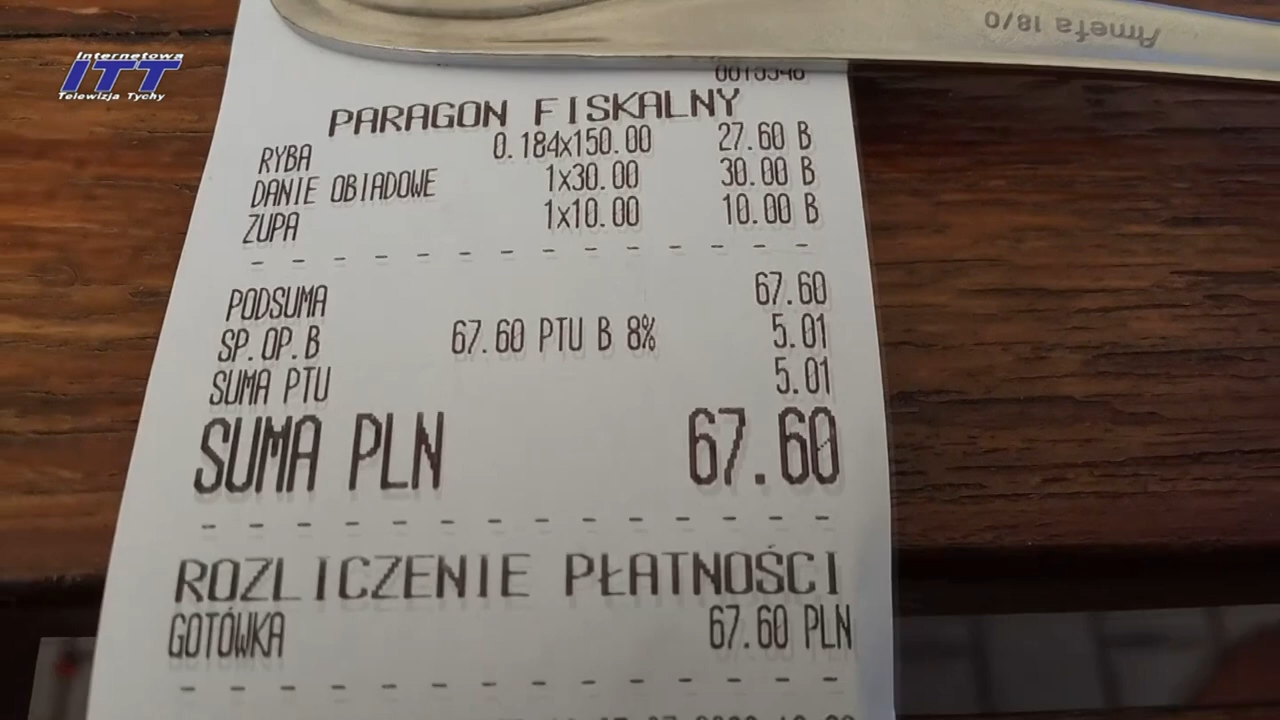 Internetowa
ITT
Telewizja Tychy
Amefa 18/0
PARAGON FISKALNY
RYBA 0.184x150.00 27.60 B
DANIE OBIADOWE 1x30.00 30.00 B
ZUPA 1x10.00 10.00 B
PODSUMA 67.60
SP.OP.B 67.60 PTU B 8% 5.01
SUMA PTU 5.01
SUMA PLN 67.60
ROZLICZENIE PŁATNOŚCI
GOTÓWKA 67.60 PLN